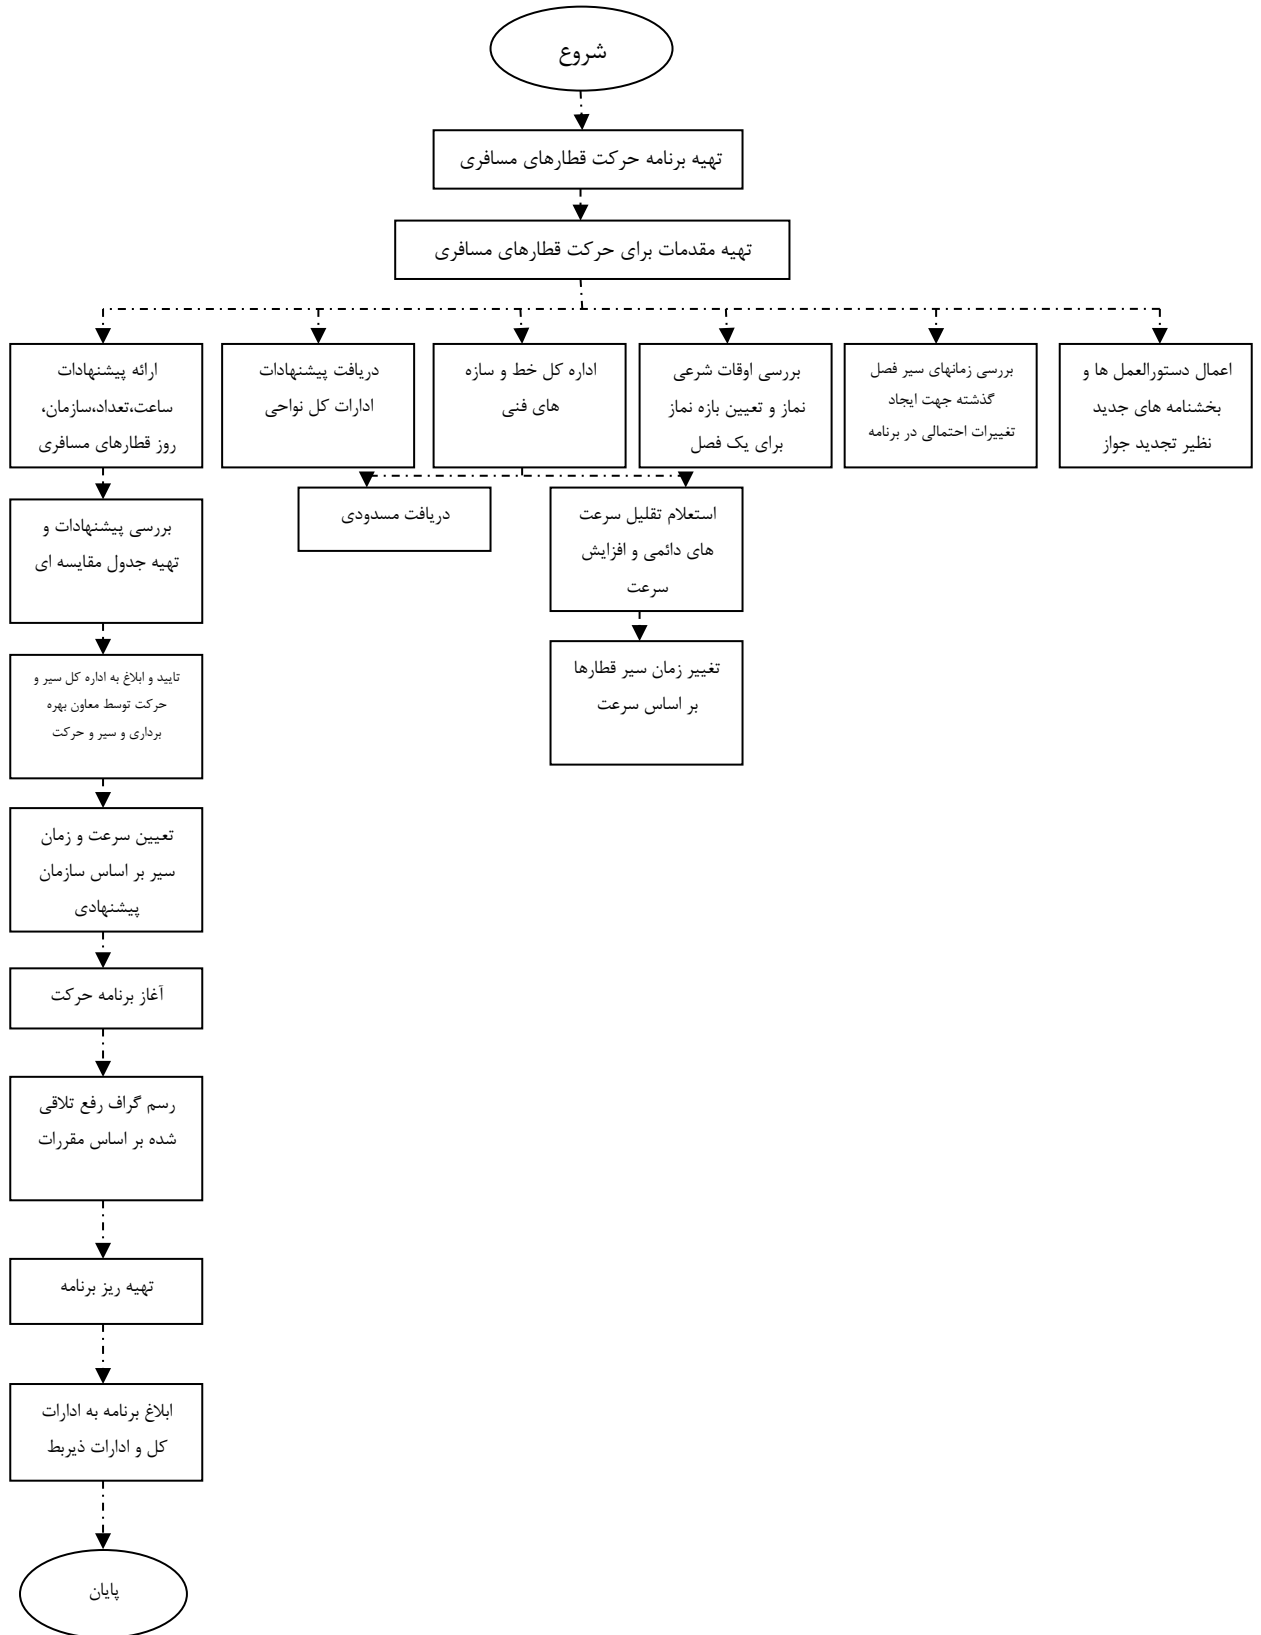 شروع
تهیه برنامه حرکت قطارهای مسافری
تهیه مقدمات برای حرکت قطارهای مسافری
اعمال دستورالعمل ها و
بخشنامه های جدید
نظیر تجدید جواز
بررسی زمانهای سیر فصل
گذشته جهت ایجاد
تغییرات احتمالی در برنامه
بررسی اوقات شرعی
نماز و تعیین بازه نماز
برای یک فصل
اداره کل خط و سازه
های فنی
دریافت پیشنهادات
ادارات کل نواحی
ارائه پیشنهادات
ساعت،تعداد،سازمان،
روز قطارهای مسافری
استعلام تقلیل سرعت
های دائمی و افزایش
سرعت
دریافت مسدودی
تغییر زمان سیر قطارها
بر اساس سرعت
بررسی پیشنهادات و
تهیه جدول مقایسه ای
تایید و ابلاغ به اداره کل سیر و
حرکت توسط معاون بهره
برداری و سیر و حرکت
تعیین سرعت و زمان
سیر بر اساس سازمان
پیشنهادی
آغاز برنامه حرکت
رسم گراف رفع تلاقی
شده بر اساس مقررات
تهیه ریز برنامه
ابلاغ برنامه به ادارات
کل و ادارات ذیربط
پایان